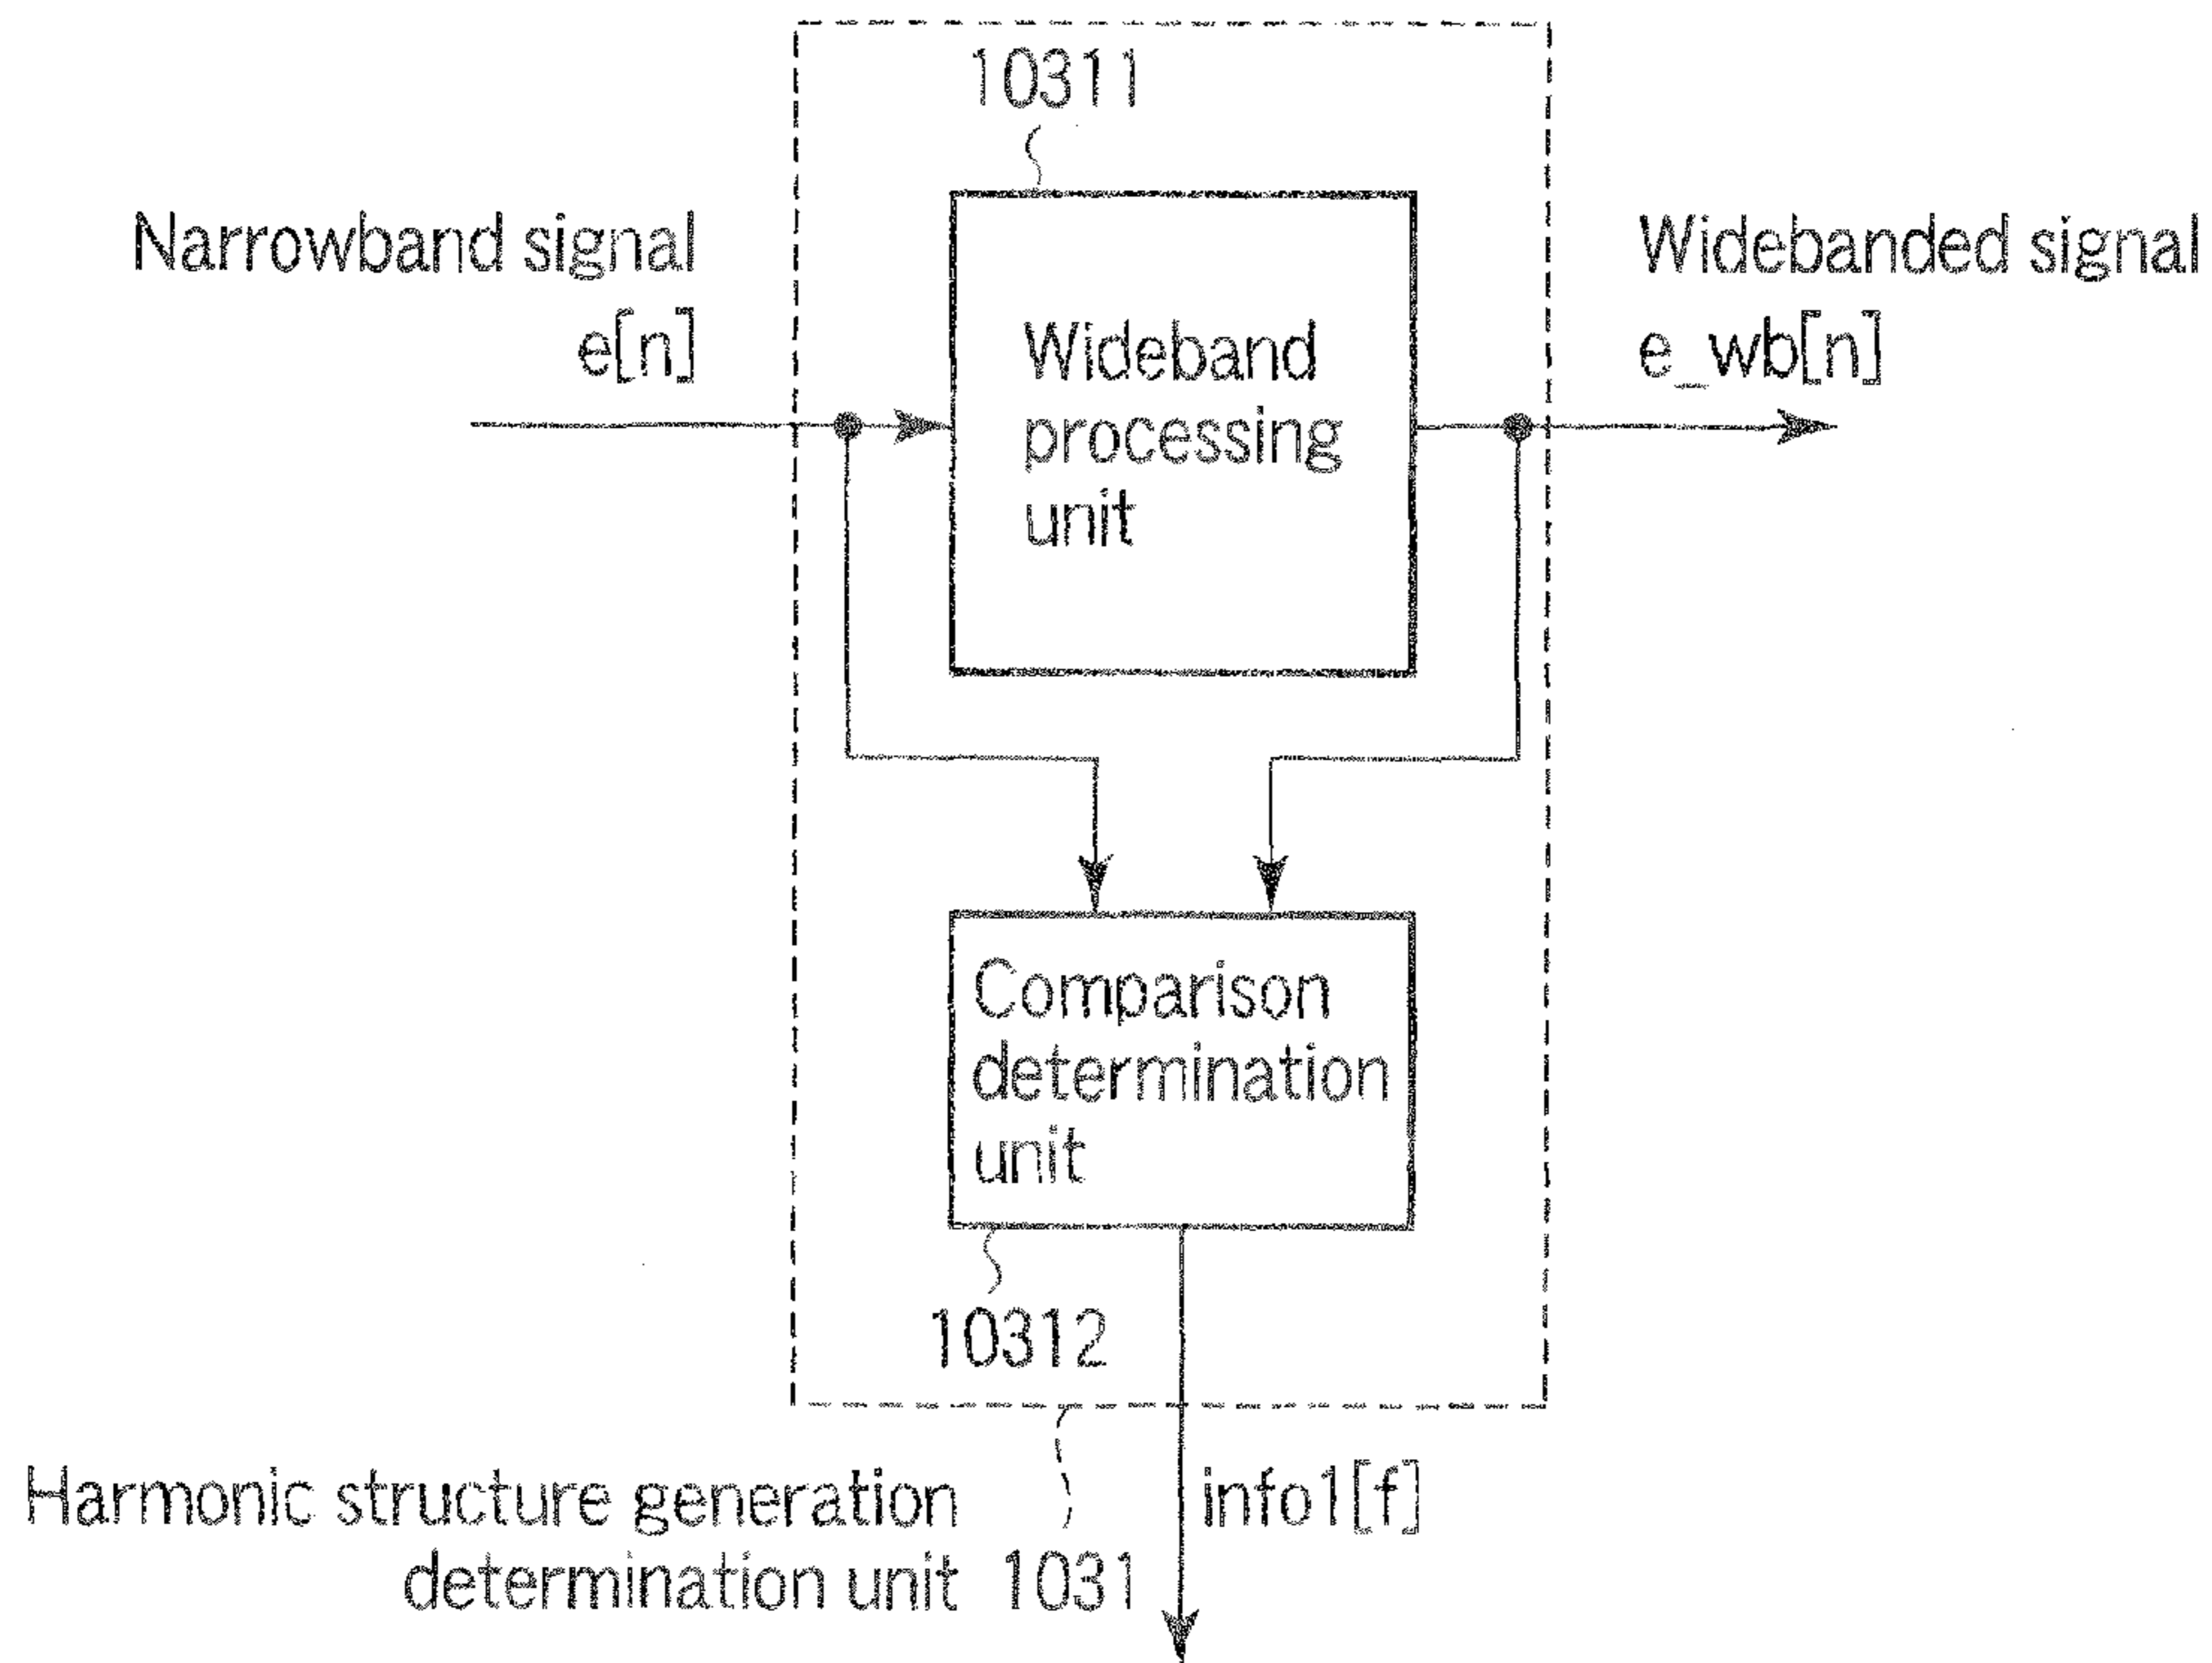 10311
Narrowband signal
e[n]
Widebanded signal
e_wb[n]
Wideband
processing
unit
Comparison
determination
unit
10312
Harmonic structure generation
determination unit 1031
info1[f]